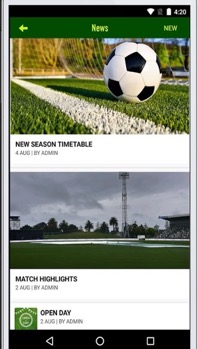 4:20
News
NEW
NEW SEASON TIMETABLE
4 AUG | BY ADMIN
MATCH HIGHLIGHTS
2 AUG | BY ADMIN
OPEN DAY
2 AUG | BY ADMIN